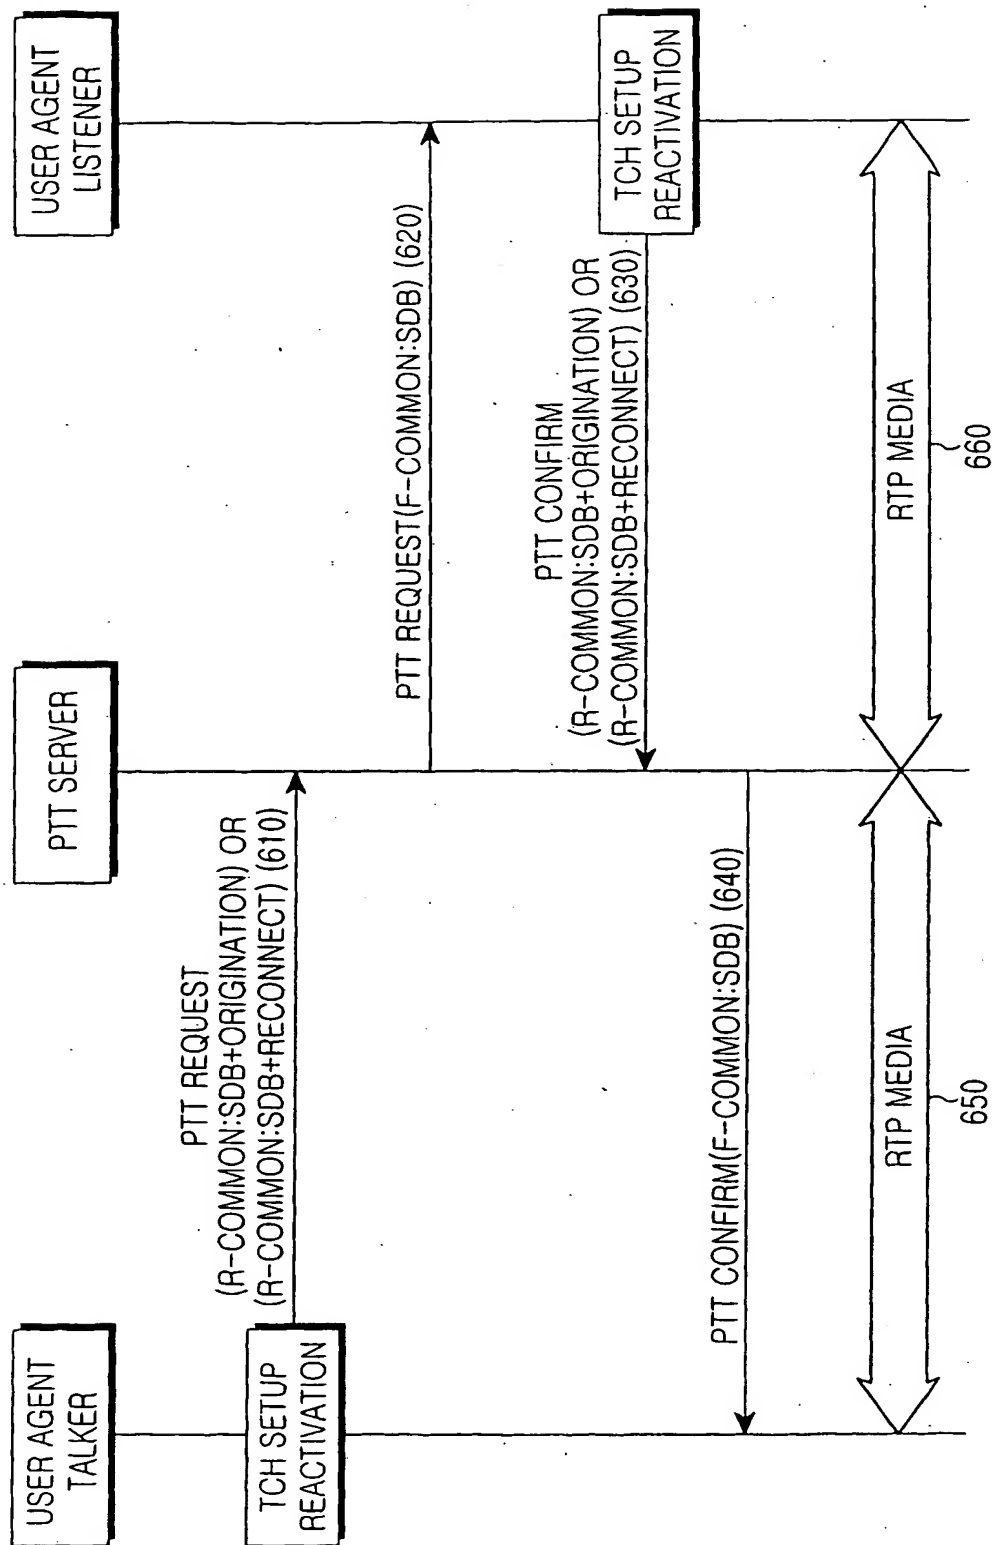 USER AGENT
TALKER
PTT SERVER
USER AGENT
LISTENER
TCH SETUP
REACTIVATION
PTT REQUEST
(R-COMMON:SDB+ORIGINATION) OR
(R-COMMON:SDB+RECONNECT) (610)
PTT REQUEST(F-COMMON:SDB) (620)
TCH SETUP
REACTIVATION
PTT CONFIRM
(R-COMMON:SDB+ORIGINATION) OR
(R-COMMON:SDB+RECONNECT) (630)
PTT CONFIRM(F-COMMON:SDB) (640)
RTP MEDIA
650
RTP MEDIA
660